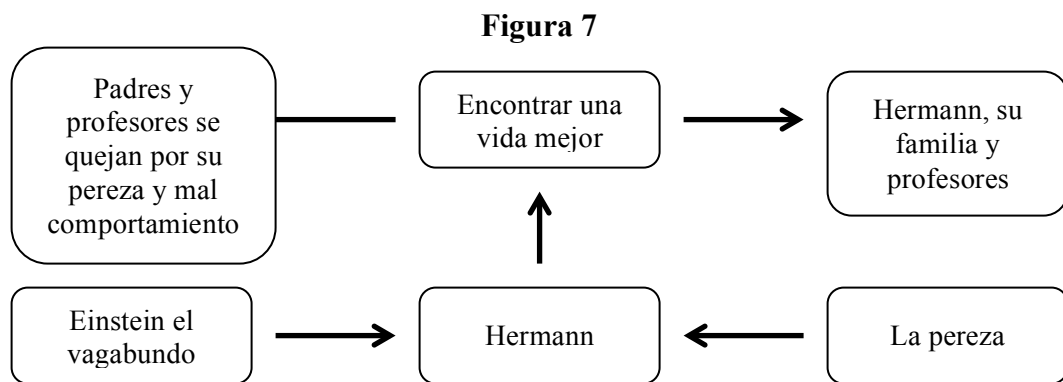 Figura 7
Padres y
profesores se
quejan por su
pereza y mal
comportamiento
Encontrar una
vida mejor
Hermann, su
familia y
profesores
Einstein el
vagabundo
Hermann
La pereza